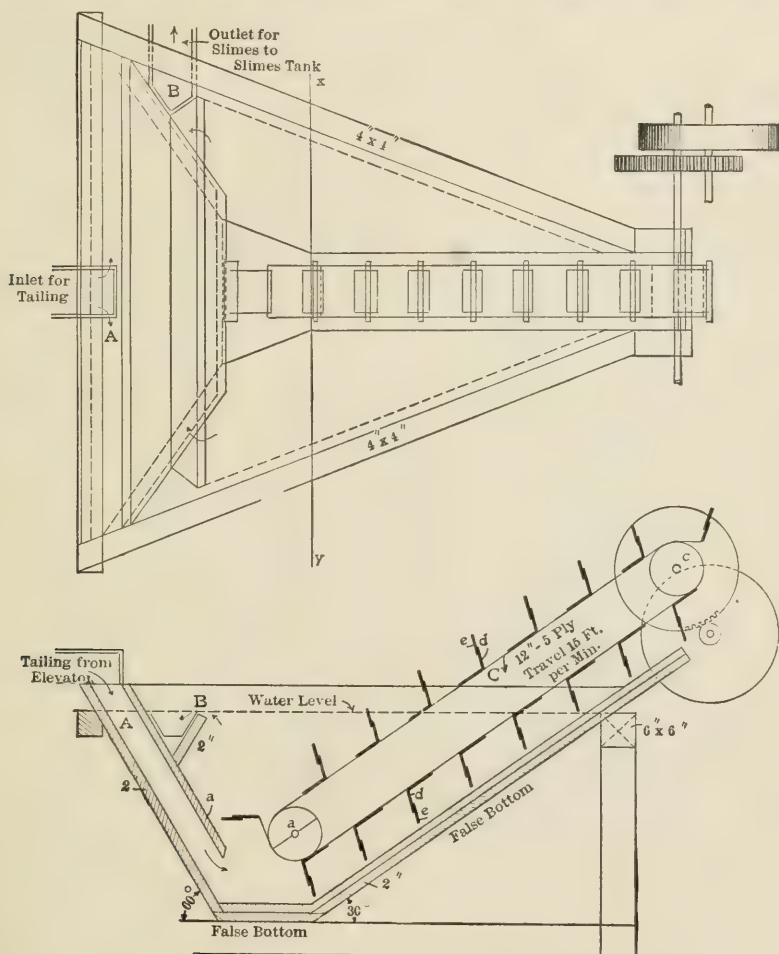 Outlet for
Slimes to
Slimes Tank
B
x
4" x 4"
Inlet for
Tailing
A
4" x 4"
y
c
e d
12" - 5 Ply
C
Travel 15 Ft.
per Min.
Tailing from
Elevator
B
Water Level
A
2"
6" x 6"
2
a
a
d
e
False Bottom
2"
60°
30°
False Bottom